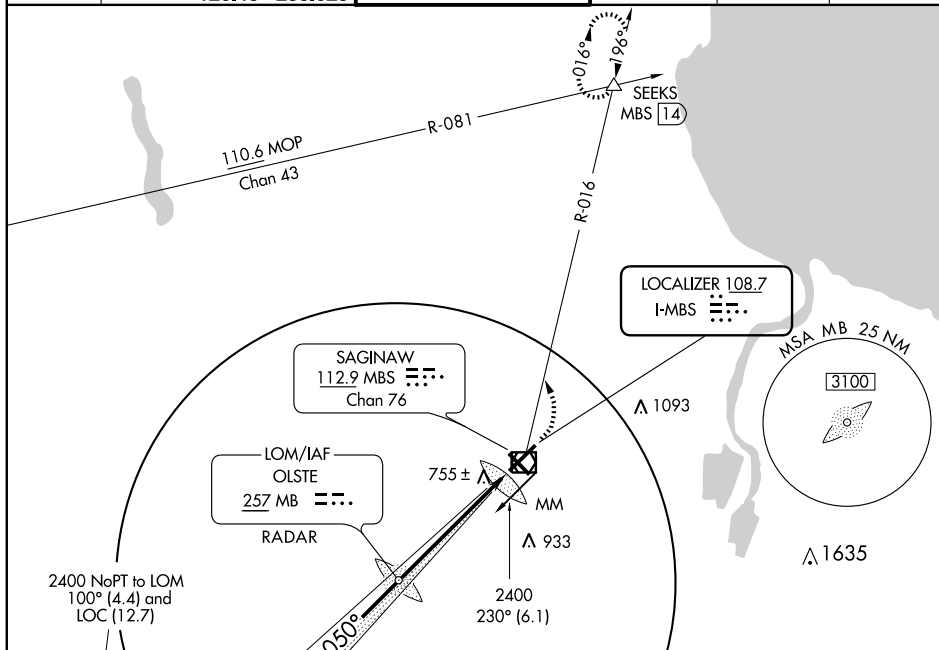 016°
196°
SEEKS
MBS 14
R-081
110.6 MOP
Chan 43
R-016
LOCALIZER 108.7
I-MBS
MSA MB 25 NM
3100
SAGINAW
112.9 MBS
Chan 76
1093
LOM/IAF
OLSTE
257 MB
RADAR
755 ±
MM
933
1635
2400 NoPT to LOM
100° (4.4) and
LOC (12.7)
2400
230° (6.1)
050°